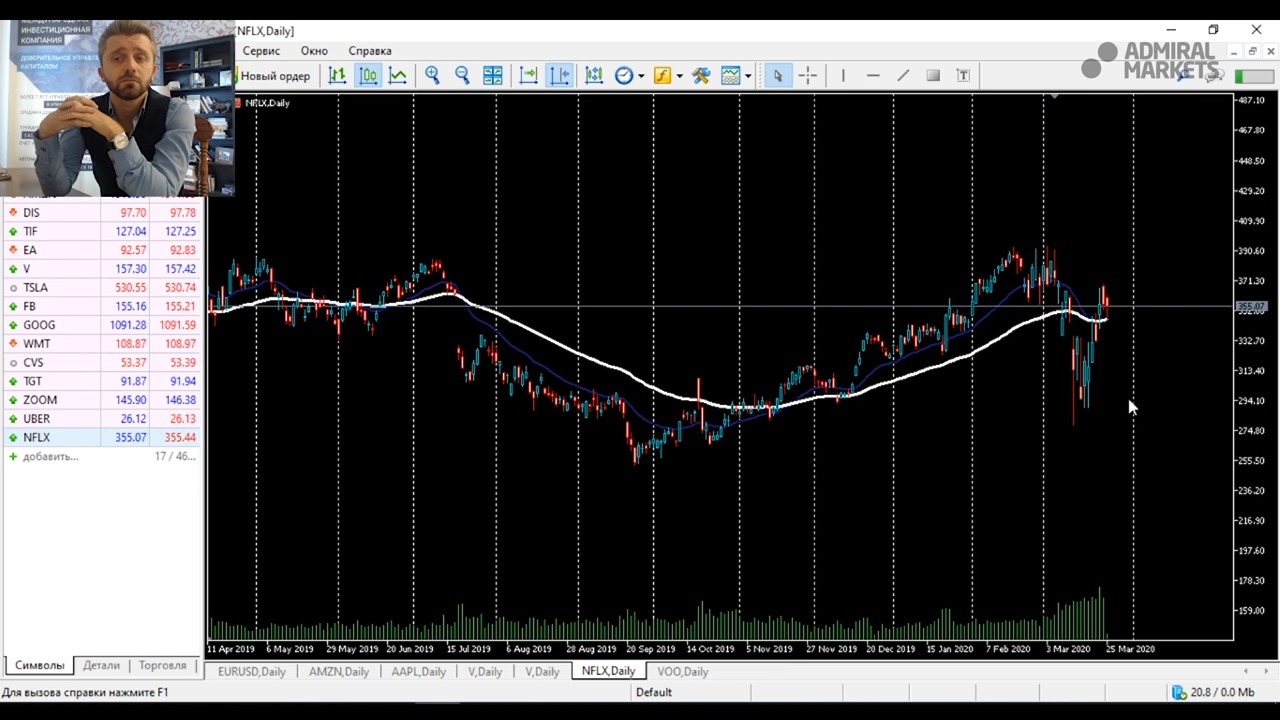 МЕЖДУНАРОДНАЯ
ИНВЕСТИЦИОННАЯ
КОМПАНИЯ
КАПИТАЛОМ
[NFLX,Daily]
Сервис Окно Справка
ADMIRAL
MARKETS
Новый ордер
NFLX,Daily
DIS 97.70 97.78
TIF 127.04 127.25
EA 92.57 92.83
V 157.30 157.42
TSLA 530.55 530.74
FB 155.16 155.21
GOOG 1091.28 1091.59
WMT 108.87 108.97
CVS 53.37 53.39
TGT 91.87 91.94
ZOOM 145.90 146.38
UBER 26.12 26.13
NFLX 355.07 355.44
добавить... 17 / 46...
487.10
467.80
448.50
429.20
409.90
390.60
371.30
355.07
332.70
313.40
294.10
274.80
255.50
236.20
216.90
197.60
178.30
159.00
11 Apr 2019 6 May 2019 29 May 2019 20 Jun 2019 15 Jul 2019 6 Aug 2019 28 Aug 2019 20 Sep 2019 14 Oct 2019 5 Nov 2019 27 Nov 2019 20 Dec 2019 15 Jan 2020 7 Feb 2020 3 Mar 2020 25 Mar 2020
Символы Детали Торговля
EURUSD,Daily AMZN,Daily AAPL,Daily V,Daily V,Daily NFLX,Daily VOO,Daily
Для вызова справки нажмите F1 Default 20.8 / 0.0 Mb